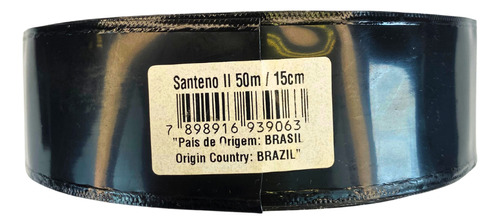 Santeno II 50m / 15cm
7 898916 939063
"País de Origem: BRASIL
Origin Country: BRAZIL"